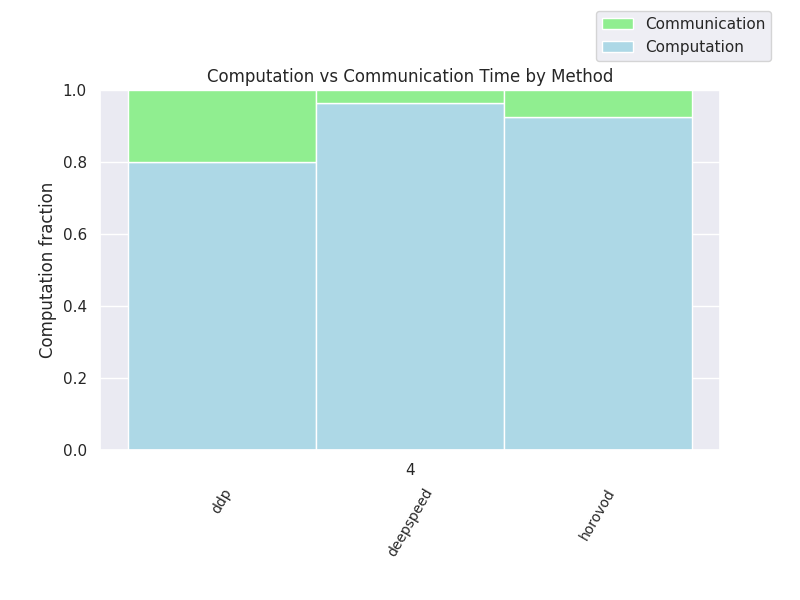 Communication
Computation
Computation vs Communication Time by Method
Computation fraction
1.0
0.8
0.6
0.4
0.2
0.0
4
ddp
deepspeed
horovod